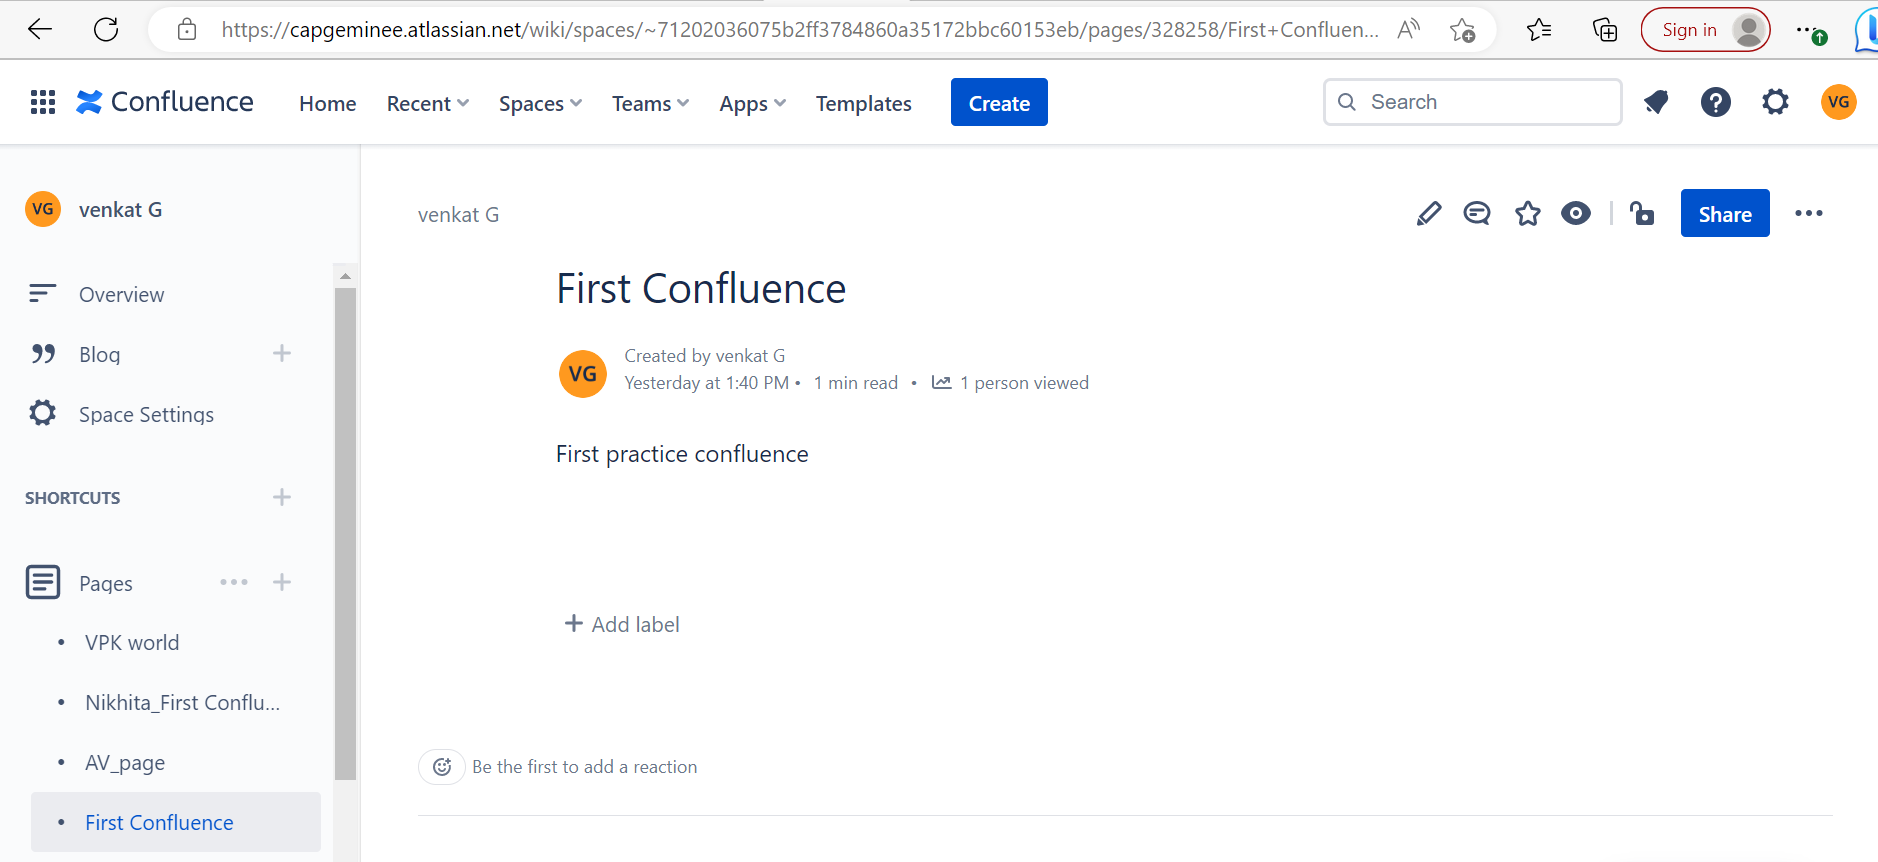 https://capgeminee.atlassian.net/wiki/spaces/~71202036075b2ff3784860a35172bbc60153eb/pages/328258/First+Confluen...
Sign in
Confluence
Home
Recent
Spaces
Teams
Apps
Templates
Create
Search
VG
VG
venkat G
Overview
Blog
Space Settings
SHORTCUTS
Pages
VPK world
Nikhita_First Conflu...
AV_page
First Confluence
venkat G
Share
First Confluence
VG
Created by venkat G
Yesterday at 1:40 PM • 1 min read • 1 person viewed
First practice confluence
Add label
Be the first to add a reaction